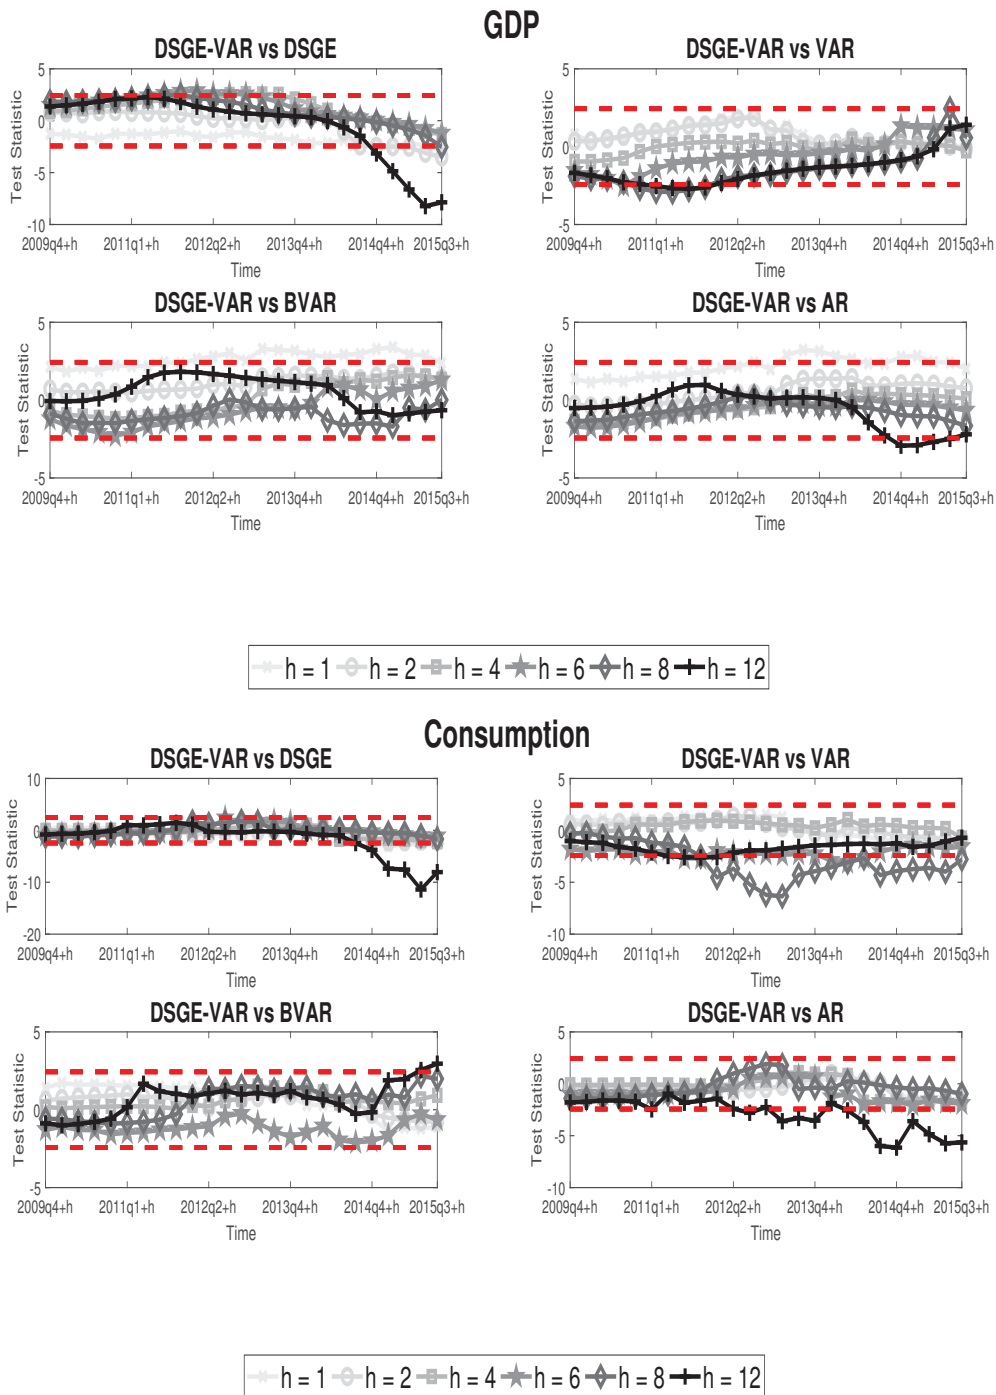 GDP
DSGE-VAR vs DSGE
DSGE-VAR vs VAR
5
0
-5
-10
Test Statistic
2009q4+h 2011q1+h 2012q2+h 2013q4+h 2014q4+h 2015q3+h
Time
5
0
-5
Test Statistic
2009q4+h 2011q1+h 2012q2+h 2013q4+h 2014q4+h 2015q3+h
Time
DSGE-VAR vs BVAR
DSGE-VAR vs AR
5
0
-5
Test Statistic
2009q4+h 2011q1+h 2012q2+h 2013q4+h 2014q4+h 2015q3+h
Time
5
0
-5
Test Statistic
2009q4+h 2011q1+h 2012q2+h 2013q4+h 2014q4+h 2015q3+h
Time
h = 1 h = 2 h = 4 h = 6 h = 8 h = 12
Consumption
DSGE-VAR vs DSGE
DSGE-VAR vs VAR
10
0
-10
-20
Test Statistic
2009q4+h 2011q1+h 2012q2+h 2013q4+h 2014q4+h 2015q3+h
Time
5
0
-5
-10
Test Statistic
2009q4+h 2011q1+h 2012q2+h 2013q4+h 2014q4+h 2015q3+h
Time
DSGE-VAR vs BVAR
DSGE-VAR vs AR
5
0
-5
Test Statistic
2009q4+h 2011q1+h 2012q2+h 2013q4+h 2014q4+h 2015q3+h
Time
5
0
-5
-10
Test Statistic
2009q4+h 2011q1+h 2012q2+h 2013q4+h 2014q4+h 2015q3+h
Time
h = 1 h = 2 h = 4 h = 6 h = 8 h = 12